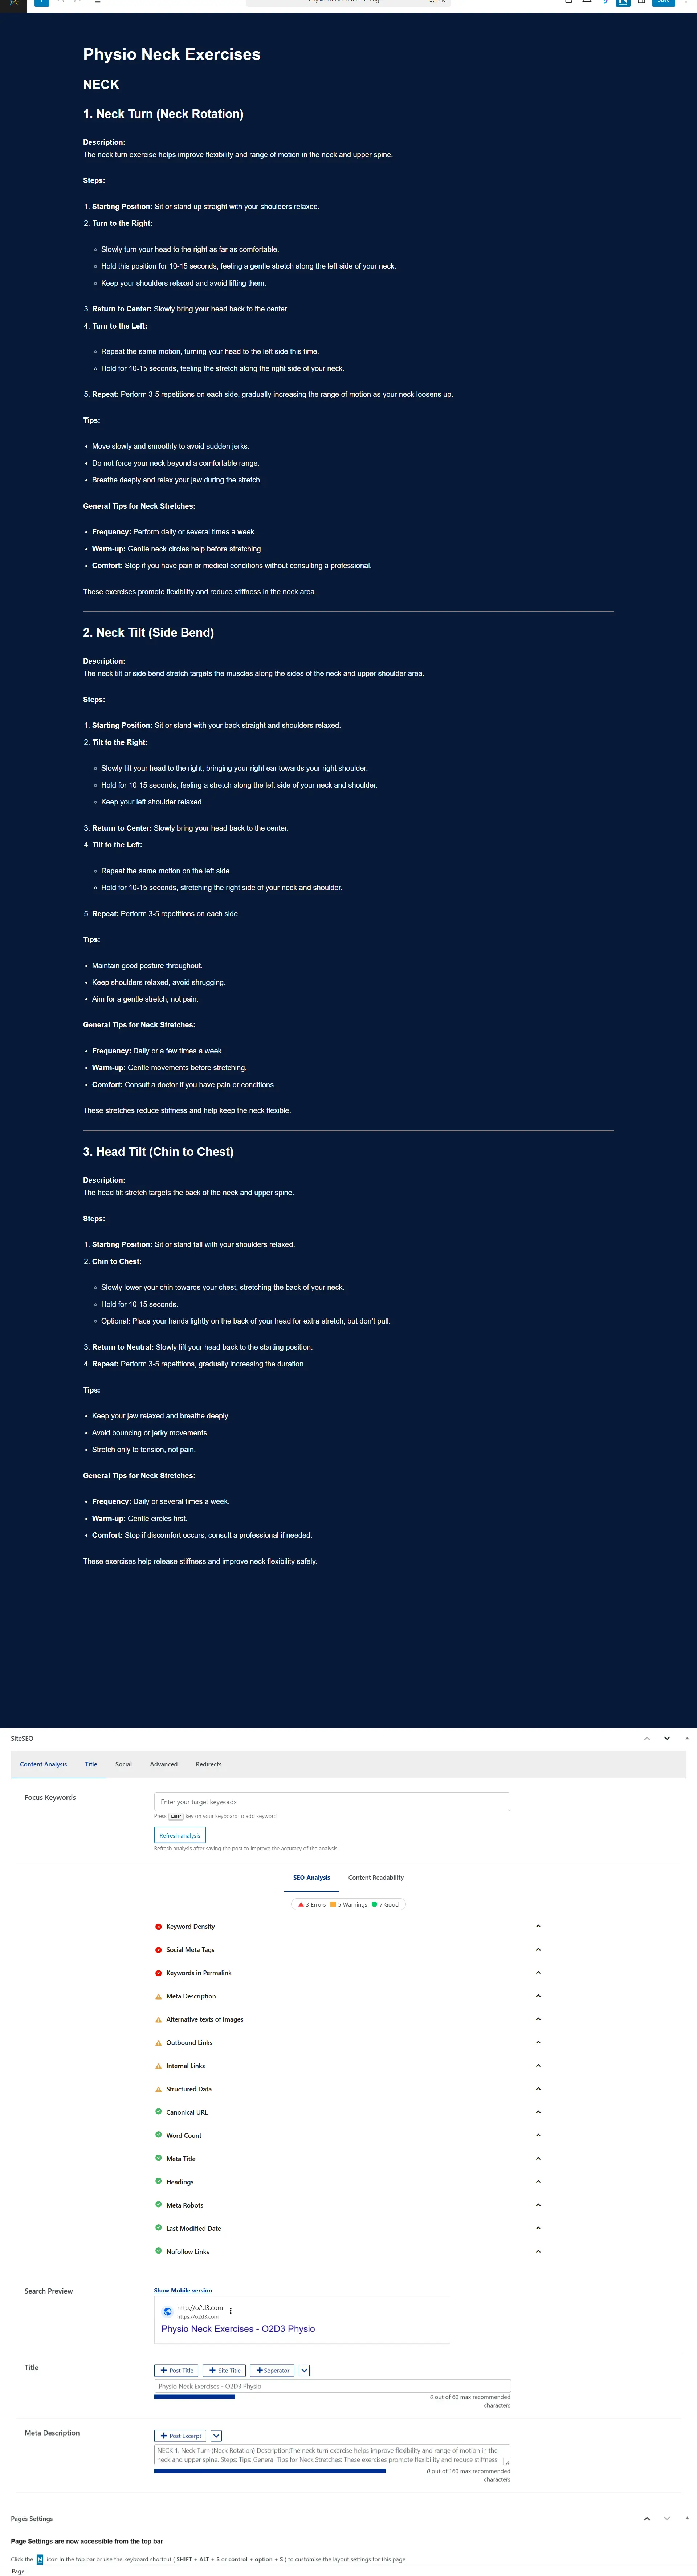 Physio Neck Exercises · Page
Ctrl+K
Save
Physio Neck Exercises
NECK
1. Neck Turn (Neck Rotation)
Description:
The neck turn exercise helps improve flexibility and range of motion in the neck and upper spine.
Steps:
1. Starting Position: Sit or stand up straight with your shoulders relaxed.
2. Turn to the Right:
Slowly turn your head to the right as far as comfortable.
Hold this position for 10-15 seconds, feeling a gentle stretch along the left side of your neck.
Keep your shoulders relaxed and avoid lifting them.
3. Return to Center: Slowly bring your head back to the center.
4. Turn to the Left:
Repeat the same motion, turning your head to the left side this time.
Hold for 10-15 seconds, feeling the stretch along the right side of your neck.
5. Repeat: Perform 3-5 repetitions on each side, gradually increasing the range of motion as your neck loosens up.
Tips:
Move slowly and smoothly to avoid sudden jerks.
Do not force your neck beyond a comfortable range.
Breathe deeply and relax your jaw during the stretch.
General Tips for Neck Stretches:
Frequency: Perform daily or several times a week.
Warm-up: Gentle neck circles help before stretching.
Comfort: Stop if you have pain or medical conditions without consulting a professional.
These exercises promote flexibility and reduce stiffness in the neck area.
2. Neck Tilt (Side Bend)
Description:
The neck tilt or side bend stretch targets the muscles along the sides of the neck and upper shoulder area.
Steps:
1. Starting Position: Sit or stand with your back straight and shoulders relaxed.
2. Tilt to the Right:
Slowly tilt your head to the right, bringing your right ear towards your right shoulder.
Hold for 10-15 seconds, feeling a stretch along the left side of your neck and shoulder.
Keep your left shoulder relaxed.
3. Return to Center: Slowly bring your head back to the center.
4. Tilt to the Left:
Repeat the same motion on the left side.
Hold for 10-15 seconds, stretching the right side of your neck and shoulder.
5. Repeat: Perform 3-5 repetitions on each side.
Tips:
Maintain good posture throughout.
Keep shoulders relaxed, avoid shrugging.
Aim for a gentle stretch, not pain.
General Tips for Neck Stretches:
Frequency: Daily or a few times a week.
Warm-up: Gentle movements before stretching.
Comfort: Consult a doctor if you have pain or conditions.
These stretches reduce stiffness and help keep the neck flexible.
3. Head Tilt (Chin to Chest)
Description:
The head tilt stretch targets the back of the neck and upper spine.
Steps:
1. Starting Position: Sit or stand tall with your shoulders relaxed.
2. Chin to Chest:
Slowly lower your chin towards your chest, stretching the back of your neck.
Hold for 10-15 seconds.
Optional: Place your hands lightly on the back of your head for extra stretch, but don't pull.
3. Return to Neutral: Slowly lift your head back to the starting position.
4. Repeat: Perform 3-5 repetitions, gradually increasing the duration.
Tips:
Keep your jaw relaxed and breathe deeply.
Avoid bouncing or jerky movements.
Stretch only to tension, not pain.
General Tips for Neck Stretches:
Frequency: Daily or several times a week.
Warm-up: Gentle circles first.
Comfort: Stop if discomfort occurs, consult a professional if needed.
These exercises help release stiffness and improve neck flexibility safely.
SiteSEO
Content Analysis Title Social Advanced Redirects
Focus Keywords
Enter your target keywords
Press Enter key on your keyboard to add keyword
Refresh analysis
Refresh analysis after saving the post to improve the accuracy of the analysis
SEO Analysis Content Readability
3 Errors 5 Warnings 7 Good
Keyword Density
Social Meta Tags
Keywords in Permalink
Meta Description
Alternative texts of images
Outbound Links
Internal Links
Structured Data
Canonical URL
Word Count
Meta Title
Headings
Meta Robots
Last Modified Date
Nofollow Links
Search Preview
Show Mobile version
http://o2d3.com
https://o2d3.com
Physio Neck Exercises - O2D3 Physio
Title
Post Title Site Title Seperator
Physio Neck Exercises - O2D3 Physio
0 out of 60 max recommended
characters
Meta Description
Post Excerpt
NECK 1. Neck Turn (Neck Rotation) Description:The neck turn exercise helps improve flexibility and range of motion in the
neck and upper spine. Steps: Tips: General Tips for Neck Stretches: These exercises promote flexibility and reduce stiffness
0 out of 160 max recommended
characters
Pages Settings
Page Settings are now accessible from the top bar
Click the N icon in the top bar or use the keyboard shortcut ( SHIFT + ALT + S or control + option + S ) to customise the layout settings for this page
Page